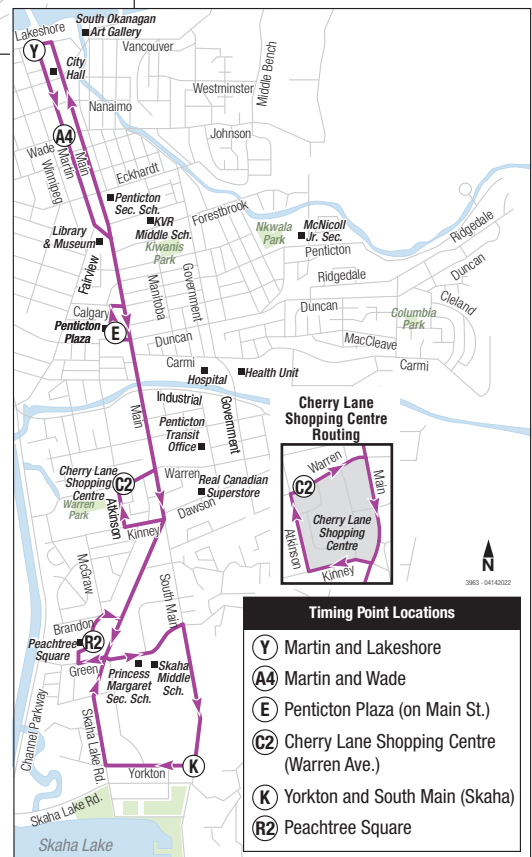 South Okanagan
Art Gallery
Lakeshore
Vancouver
Y
City
Hall
Middle Bench
Westminster
Nanaimo
Johnson
A4
Wade
Martin
Main
Winnipeg
Eckhardt
Penticton
Sec. Sch.
Forestbrook
KVR
Middle Sch.
Kiwanis
Park
Nkwala
Park
McNicoll
Jr. Sec.
Penticton
Ridgedale
Library
& Museum
Fairview
Ridgedale
Duncan
Manitoba
Government
Cleland
Duncan
Columbia
Park
Calgary
Penticton
Plaza
E
Duncan
MacCleave
Carmi
Carmi
Hospital
Health Unit
Industrial
Main
Government
Penticton
Transit
Office
Cherry Lane
Shopping Centre
Routing
Warren
C2
Main
Cherry Lane
Shopping
Centre
Atkinson
Kinney
Cherry Lane
Shopping
Centre
C2
Warren
Real Canadian
Superstore
Warren
Park
Atkinson
Dawson
Kinney
N
3963 - 04142022
McGraw
South Main
Brandon
Peachtree
Square
R2
Green
Princess
Margaret
Sec. Sch.
Skaha
Middle
Sch.
Channel Parkway
Skaha Lake Rd.
K
Yorkton
Skaha Lake Rd.
Skaha Lake
Timing Point Locations
Y Martin and Lakeshore
A4 Martin and Wade
E Penticton Plaza (on Main St.)
C2 Cherry Lane Shopping Centre
(Warren Ave.)
K Yorkton and South Main (Skaha)
R2 Peachtree Square